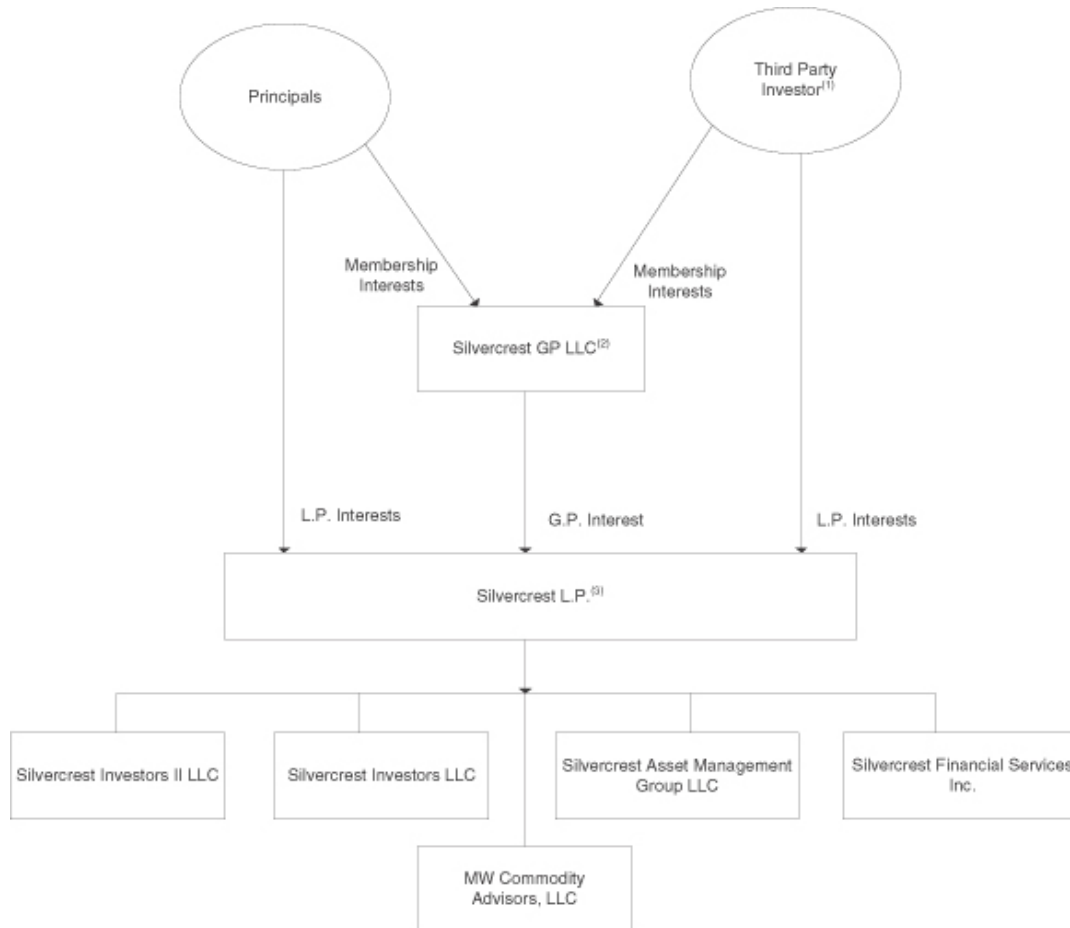 Principals
Third Party
Investor(1)
Membership
Interests
Membership
Interests
Silvercrest GP LLC(2)
L.P. Interests
G.P. Interest
L.P. Interests
Silvercrest L.P.(3)
Silvercrest Investors II LLC
Silvercrest Investors LLC
Silvercrest Asset Management
Group LLC
Silvercrest Financial Services
Inc.
MW Commodity
Advisors, LLC